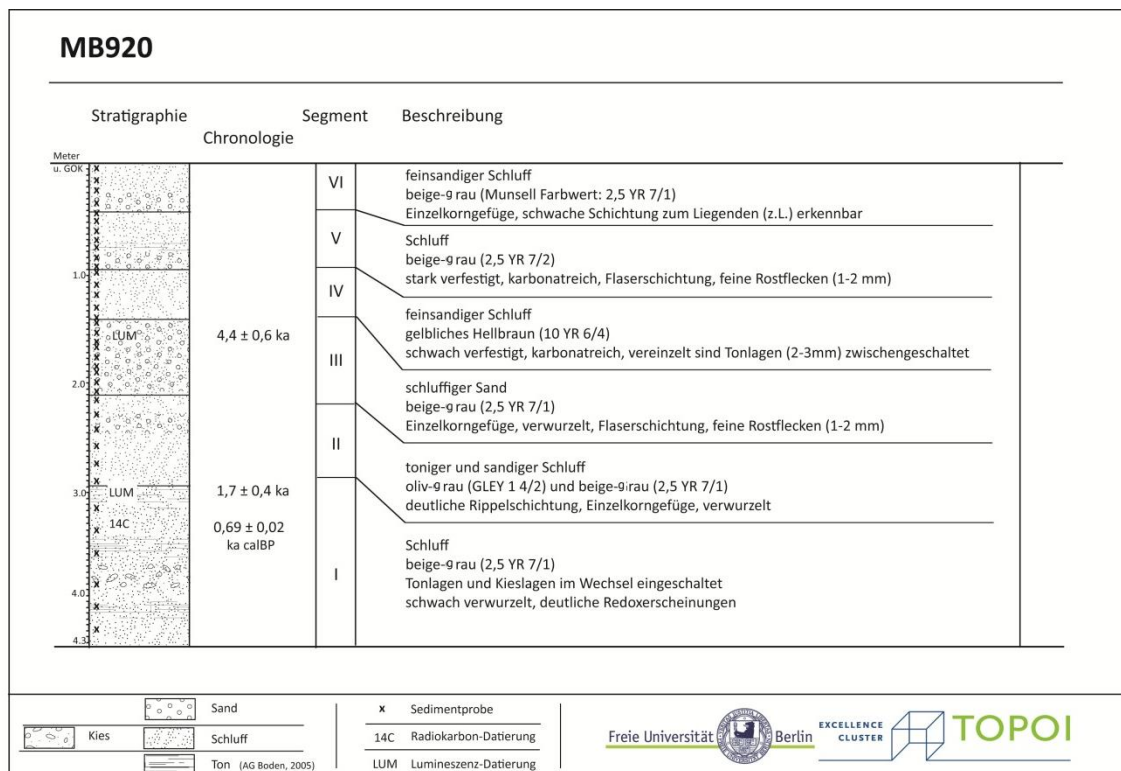 MB920
Stratigraphie
Chronologie
Segment
Beschreibung
Meter
u. GOK
1.0
2.0
3.0
4.0
4.3
x
LUM
LUM
14C
4,4 ± 0,6 ka
1,7 ± 0,4 ka
0,69 ± 0,02
ka calBP
VI
feinsandiger Schluff
beige-grau (Munsell Farbwert: 2,5 YR 7/1)
Einzelkorngefüge, schwache Schichtung zum Liegenden (z.L.) erkennbar
V
Schluff
beige-grau (2,5 YR 7/2)
stark verfestigt, karbonatreich, Flaserschichtung, feine Rostflecken (1-2 mm)
IV
feinsandiger Schluff
gelbliches Hellbraun (10 YR 6/4)
schwach verfestigt, karbonatreich, vereinzelt sind Tonlagen (2-3mm) zwischengeschaltet
III
schluffiger Sand
beige-grau (2,5 YR 7/1)
Einzelkorngefüge, verwurzelt, Flaserschichtung, feine Rostflecken (1-2 mm)
II
toniger und sandiger Schluff
oliv-grau (GLEY 1 4/2) und beige-grau (2,5 YR 7/1)
deutliche Rippelschichtung, Einzelkorngefüge, verwurzelt
I
Schluff
beige-grau (2,5 YR 7/1)
Tonlagen und Kieslagen im Wechsel eingeschaltet
schwach verwurzelt, deutliche Redoxerscheinungen
Kies
Sand
Schluff
Ton (AG Boden, 2005)
x Sedimentprobe
14C Radiokarbon-Datierung
LUM Lumineszenz-Datierung
Freie Universität Berlin
EXCELLENCE
CLUSTER
TOPOI